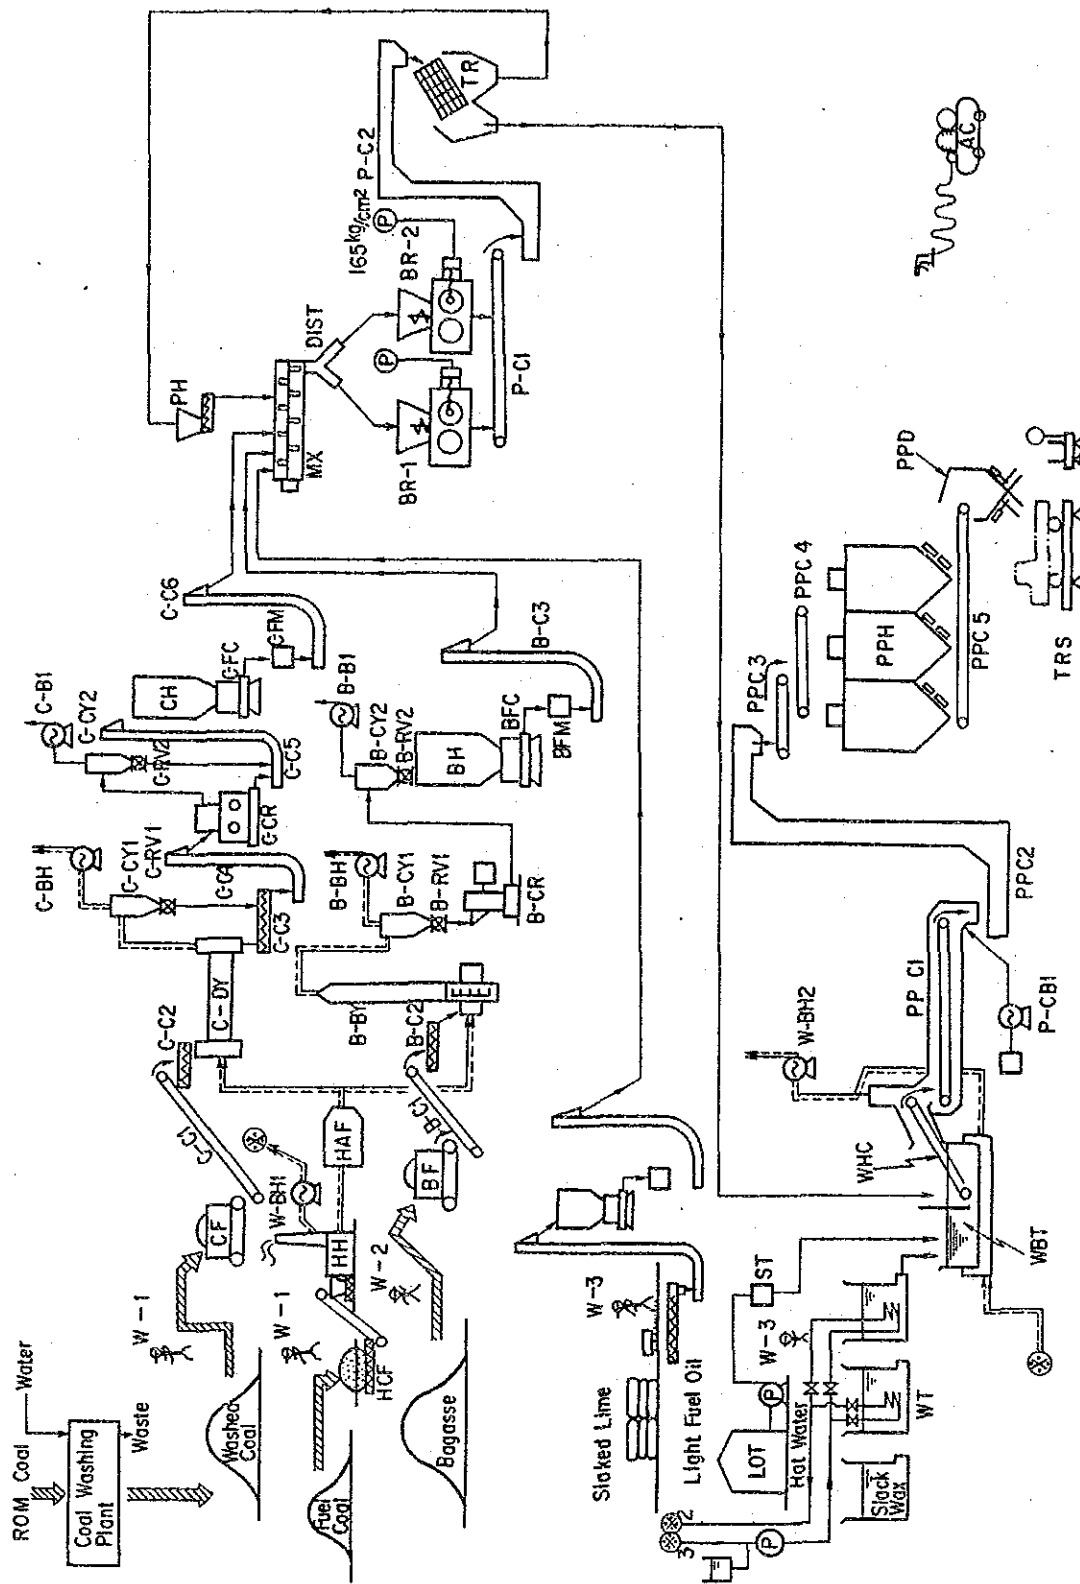 ROM Coal
Water
Coal Washing
Plant
Waste
Washed
Coal
Fuel
Coal
Bagasse
W-1
W-1
W-2
HCF
CF
C-C1
C-C2
W-BH1
HH
HAF
BF
B-C1
B-C2
C-DY
B-BY
C-BH
C-CY1
C-RV1
C-C4
C-C3
B-BH
B-CY1
B-RV1
B-CR
C-B1
C-CY2
C-RV2
C-C5
C-CR
B-B1
B-CY2
B-RV2
BH
BFC
BFM
B-C3
CH
C-FC
C-FM
C-C6
PH
MX
DIST
BR-1
BR-2
P
P
165kg/cm2
P-C1
P-C2
TR
Slaked Lime
W-3
Light Fuel Oil
LOT
P
ST
Hot Water
W-3
2
3
P
Slack
Wax
WT
WBT
WHC
W-BH2
PP C1
P-CB1
PPC2
PPC3
PPC4
PPH
PPC5
PPD
TRS
AC